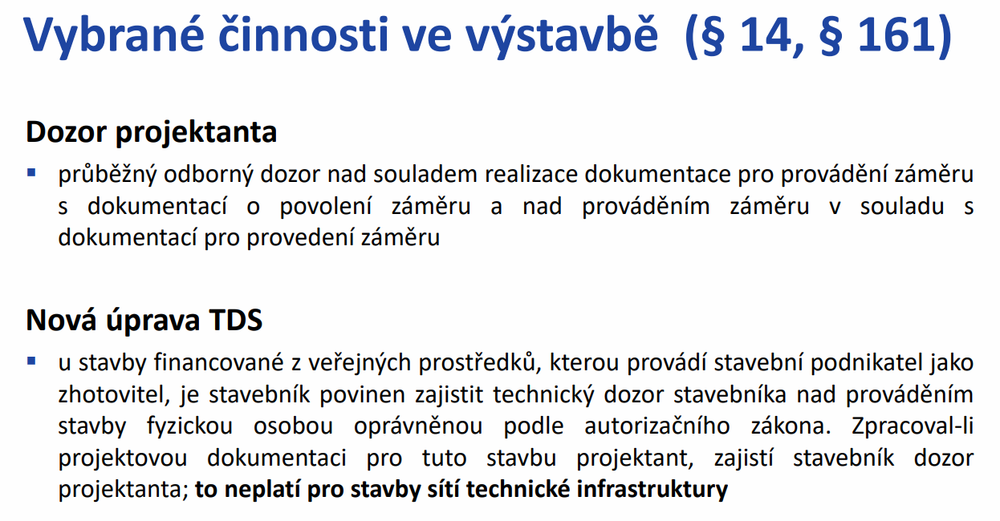 Vybrané činnosti ve výstavbě (§ 14, § 161)
Dozor projektanta
▪ průběžný odborný dozor nad souladem realizace dokumentace pro provádění záměru
s dokumentací o povolení záměru a nad prováděním záměru v souladu s
dokumentací pro provedení záměru
Nová úprava TDS
▪ u stavby financované z veřejných prostředků, kterou provádí stavební podnikatel jako
zhotovitel, je stavebník povinen zajistit technický dozor stavebníka nad prováděním
stavby fyzickou osobou oprávněnou podle autorizačního zákona. Zpracoval-li
projektovou dokumentaci pro tuto stavbu projektant, zajistí stavebník dozor
projektanta; to neplatí pro stavby sítí technické infrastruktury